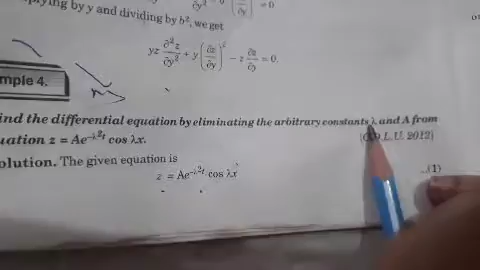 plying by y and dividing by b², we get
yz ∂²z/∂y² + y (∂z/∂y)² − z ∂z/∂y = 0.
mple 4.
ind the differential equation by eliminating the arbitrary constants λ and A from
uation z = Ae^{-λ²t} cos λx.
L.U. 2012)
olution. The given equation is
z = Ae^{-λ²t} cos λx
...(1)